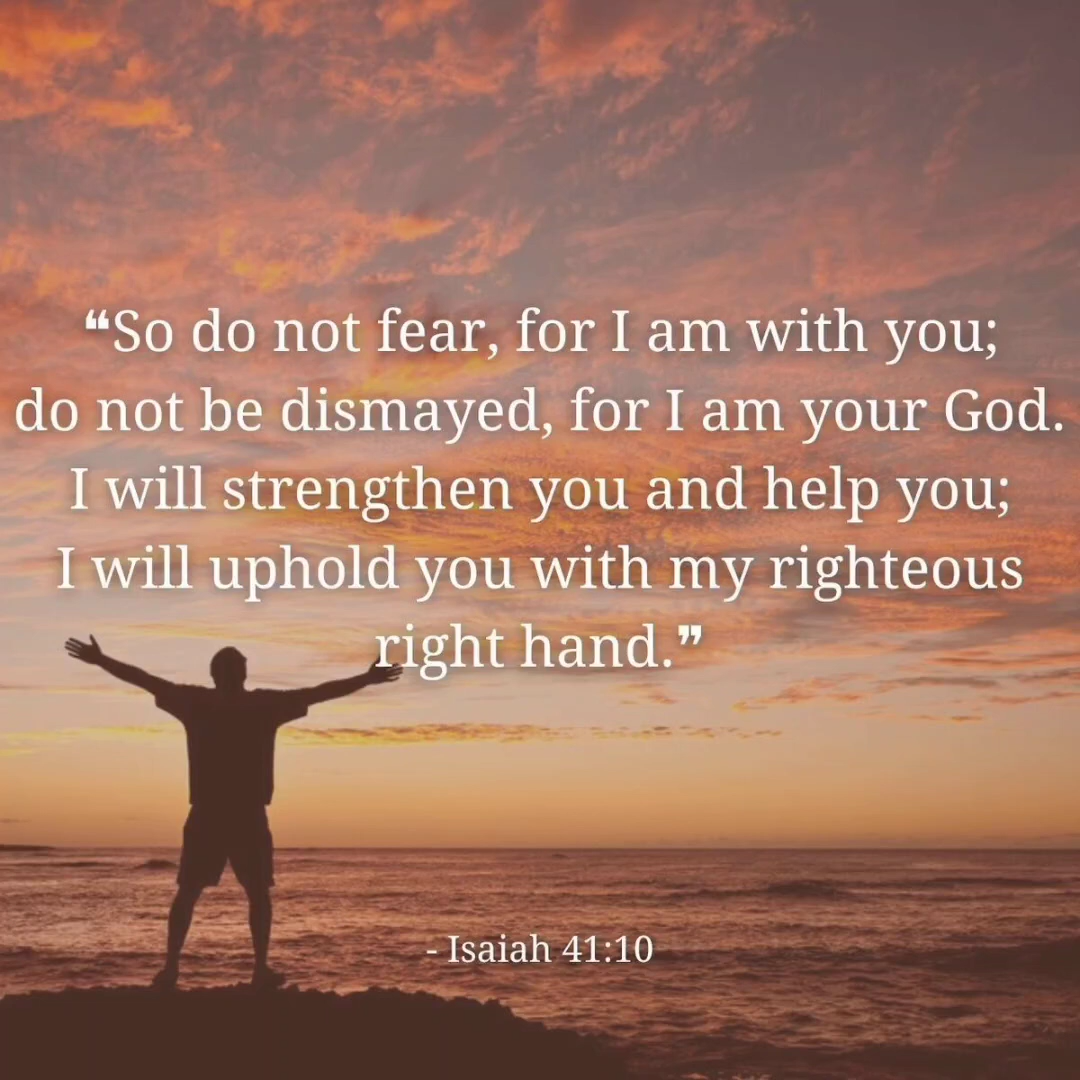 ❝So do not fear, for I am with you;
do not be dismayed, for I am your God.
I will strengthen you and help you;
I will uphold you with my righteous
right hand.❞
- Isaiah 41:10